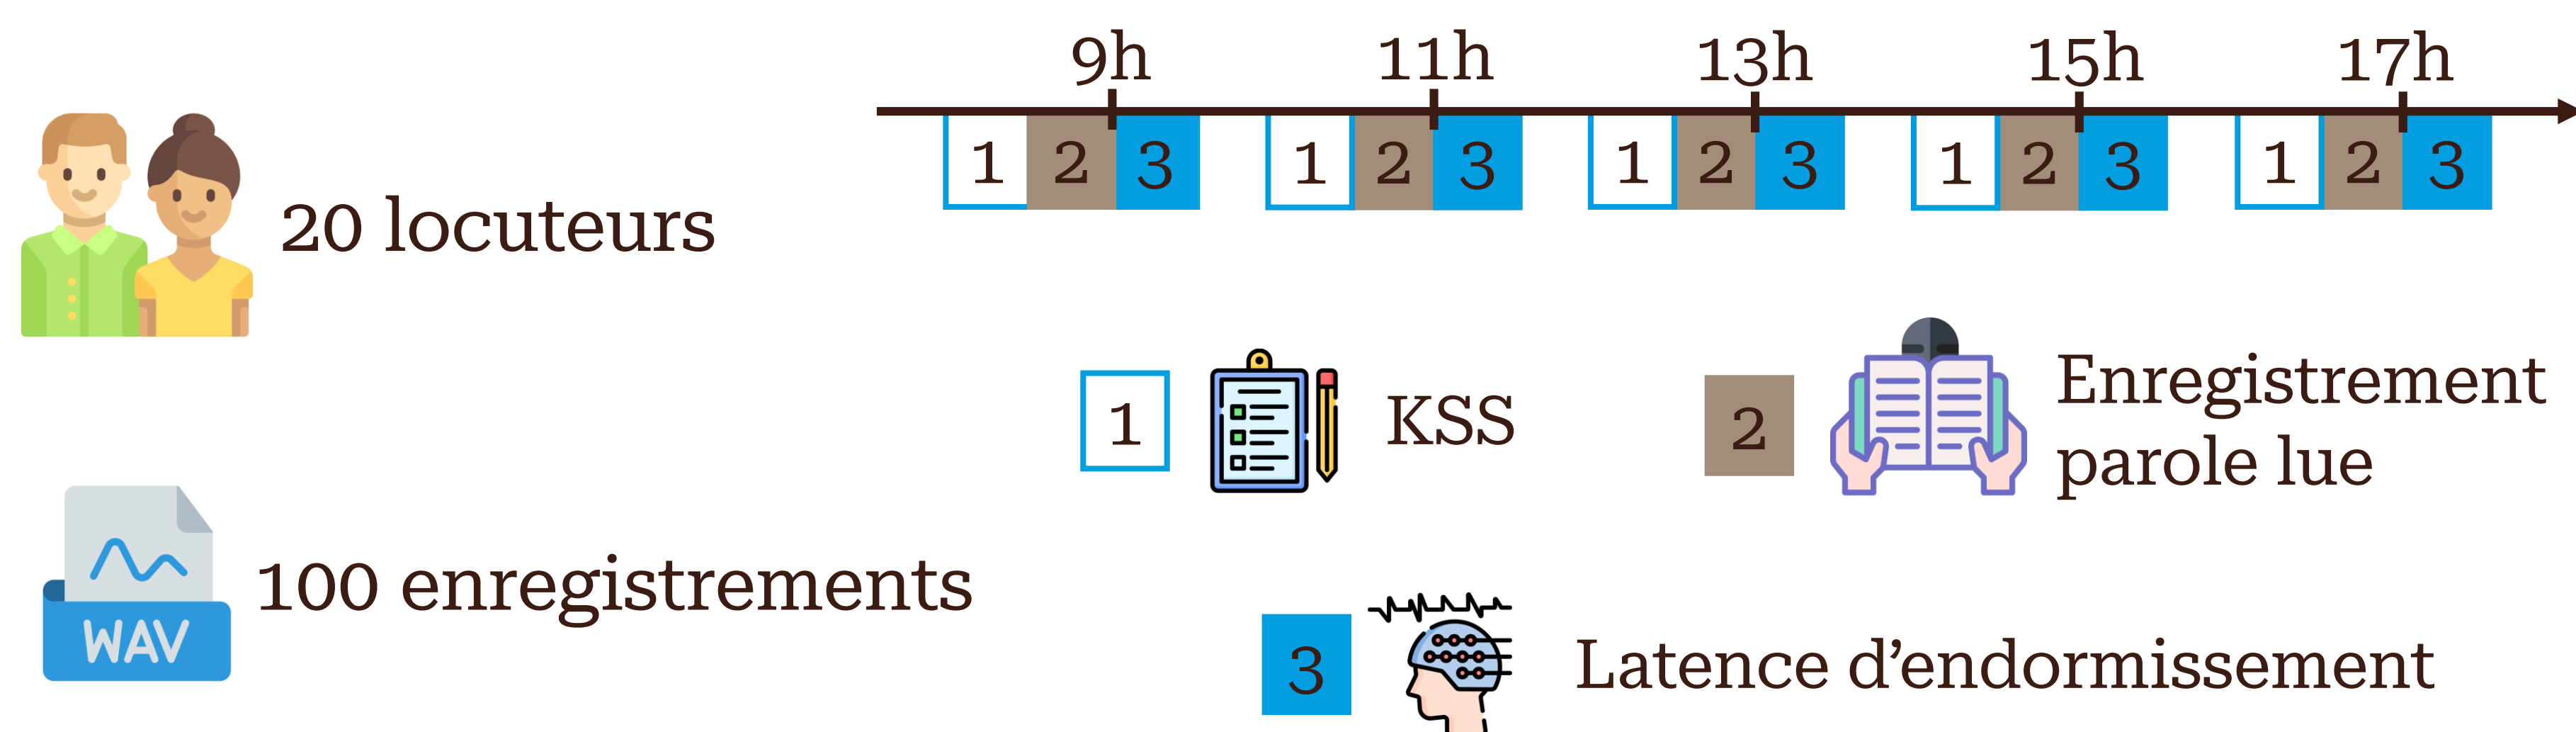 9h 11h 13h 15h 17h
1 2 3 1 2 3 1 2 3 1 2 3 1 2 3
20 locuteurs
1 KSS
2 Enregistrement
parole lue
100 enregistrements
WAV
3 Latence d’endormissement